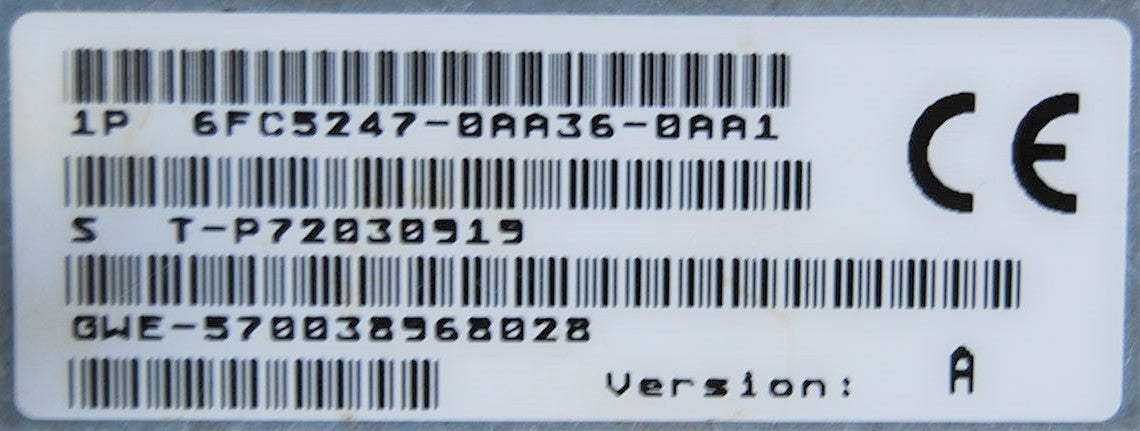 1P 6FC5247-0AA36-0AA1
CE
S T-P72030919
GWE-570038968028
Version: A